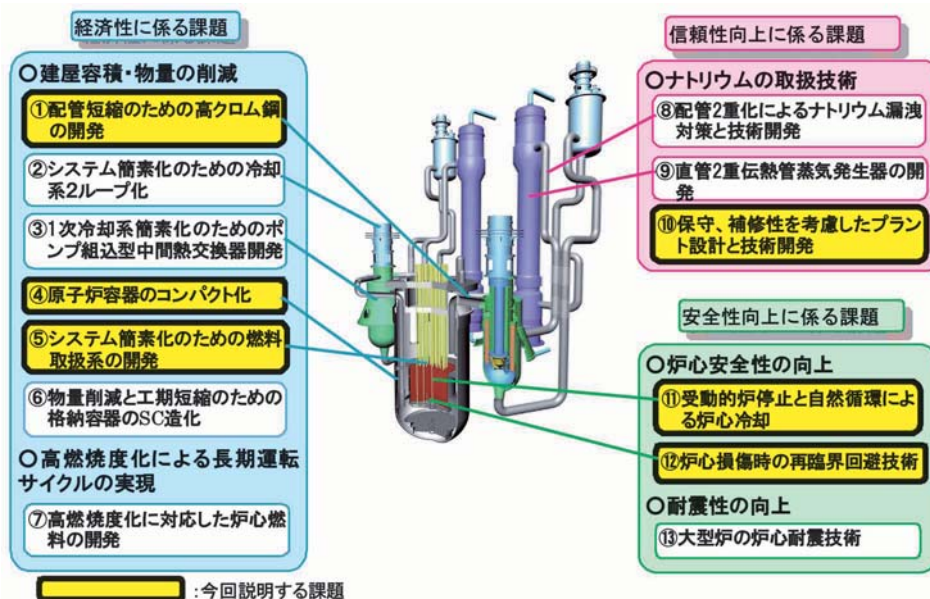 経済性に係る課題
○建屋容積・物量の削減
①配管短縮のための高クロム鋼
の開発
②システム簡素化のための冷却
系2ループ化
③1次冷却系簡素化のためのポ
ンプ組込型中間熱交換器開発
④原子炉容器のコンパクト化
⑤システム簡素化のための燃料
取扱系の開発
⑥物量削減と工期短縮のための
格納容器のSC造化
○高燃焼度化による長期運転
サイクルの実現
⑦高燃焼度化に対応した炉心燃
料の開発
信頼性向上に係る課題
○ナトリウムの取扱技術
⑧配管2重化によるナトリウム漏洩
対策と技術開発
⑨直管2重伝熱管蒸気発生器の開
発
⑩保守、補修性を考慮したプラン
ト設計と技術開発
安全性向上に係る課題
○炉心安全性の向上
⑪受動的炉停止と自然循環によ
る炉心冷却
⑫炉心損傷時の再臨界回避技術
○耐震性の向上
⑬大型炉の炉心耐震技術
:今回説明する課題